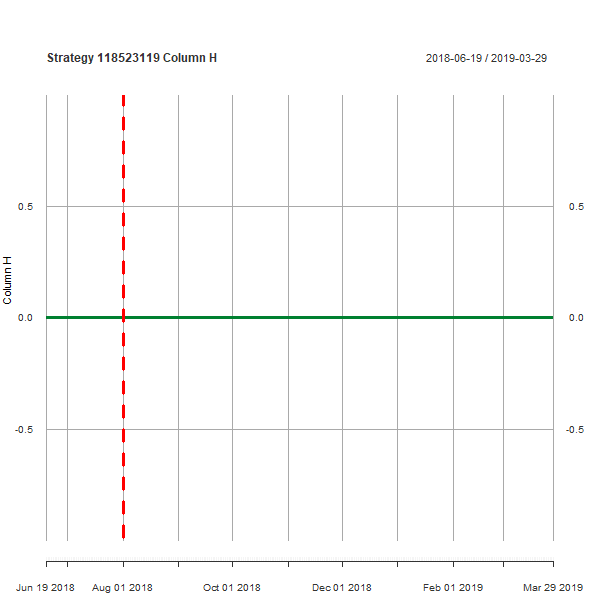 Strategy 118523119 Column H
2018-06-19 / 2019-03-29
0.5
0.5
Column H
0.0
0.0
-0.5
-0.5
Jun 19 2018
Aug 01 2018
Oct 01 2018
Dec 01 2018
Feb 01 2019
Mar 29 2019